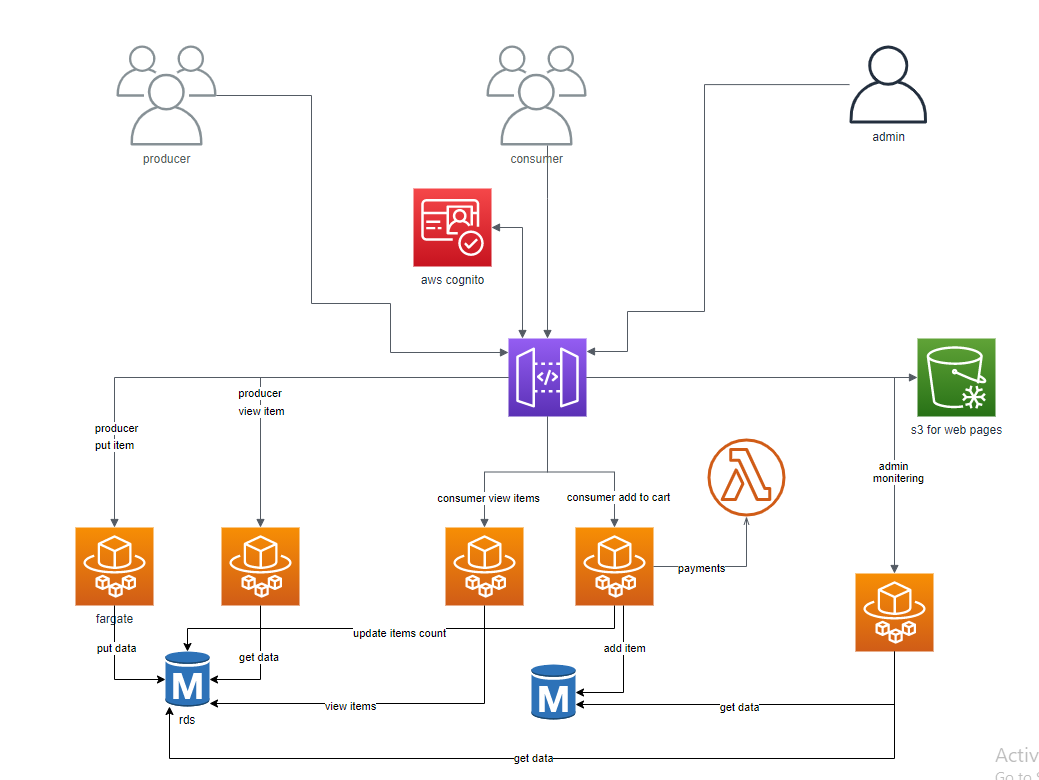 producer
consumer
admin
aws cognito
</>
s3 for web pages
producer
view item
producer
put item
admin
monitering
consumer view items
consumer add to cart
payments
fargate
update items count
put data
get data
add item
M
rds
view items
M
get data
get data
Activ
Go to S